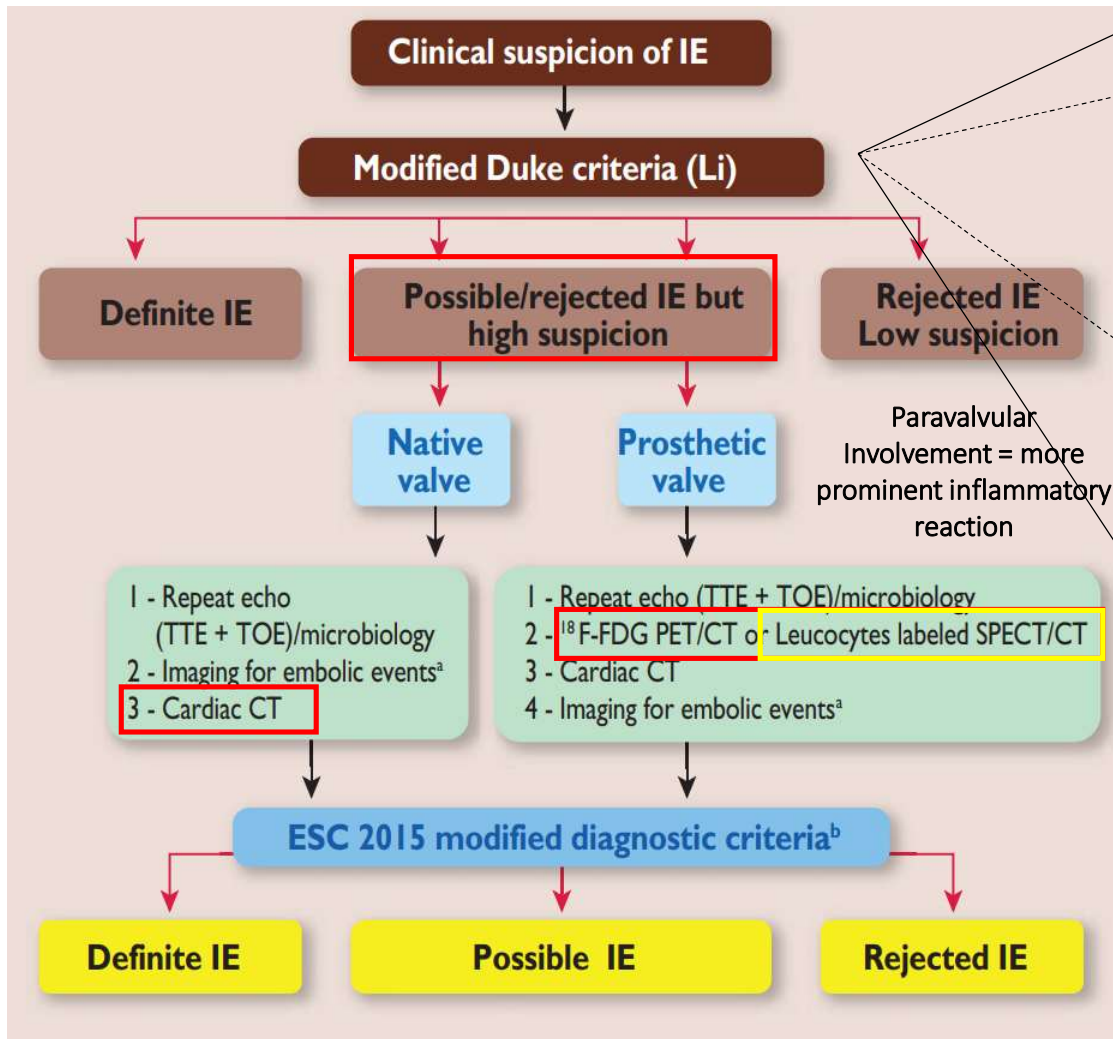 Clinical suspicion of IE
Modified Duke criteria (Li)
Definite IE
Possible/rejected IE but
high suspicion
Rejected IE
Low suspicion
Native
valve
Prosthetic
valve
Paravalvular
Involvement = more
prominent inflammatory
reaction
1 - Repeat echo
(TTE + TOE)/microbiology
2 - Imaging for embolic eventsᵃ
3 - Cardiac CT
1 - Repeat echo (TTE + TOE)/microbiology
2 - ¹⁸F-FDG PET/CT or Leucocytes labeled SPECT/CT
3 - Cardiac CT
4 - Imaging for embolic eventsᵃ
ESC 2015 modified diagnostic criteriaᵇ
Definite IE
Possible IE
Rejected IE